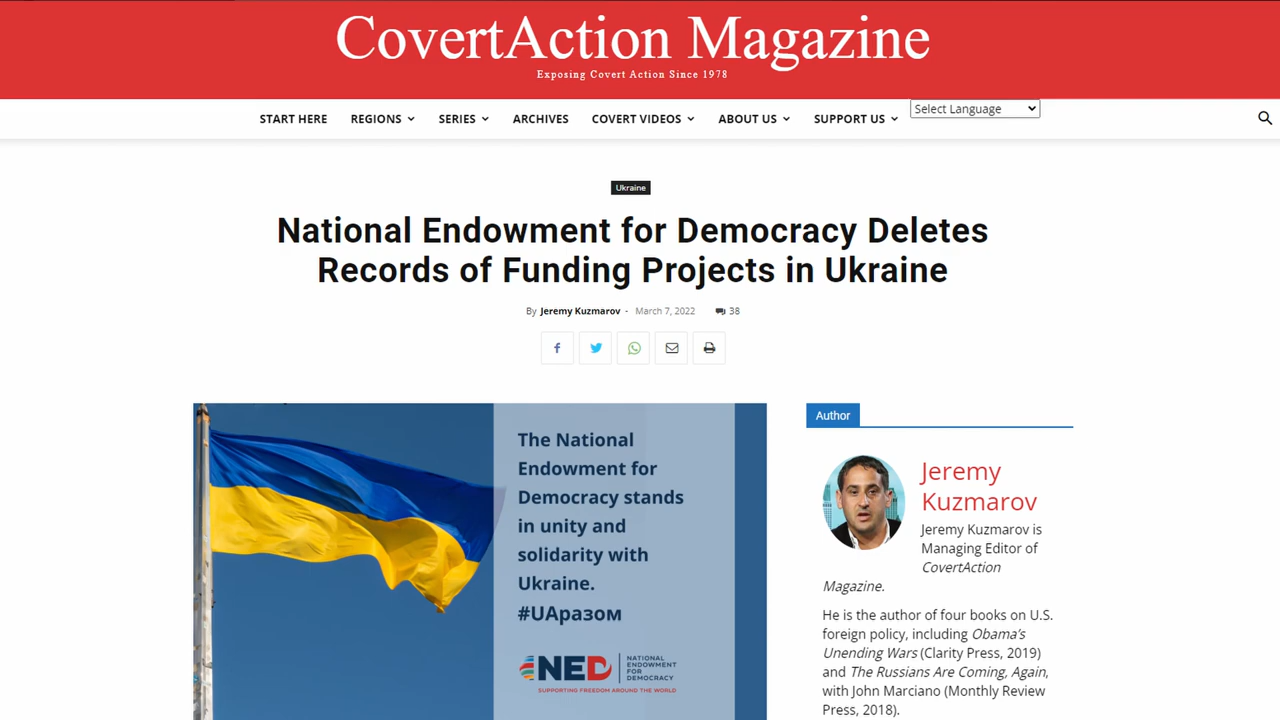 CovertAction Magazine
Exposing Covert Action Since 1978
START HERE REGIONS SERIES ARCHIVES COVERT VIDEOS ABOUT US SUPPORT US Select Language
Ukraine
National Endowment for Democracy Deletes
Records of Funding Projects in Ukraine
By Jeremy Kuzmarov - March 7, 2022 38
The National
Endowment for
Democracy stands
in unity and
solidarity with
Ukraine.
#UAразом
NED NATIONAL
ENDOWMENT
FOR
DEMOCRACY
SUPPORTING FREEDOM AROUND THE WORLD
Author
Jeremy
Kuzmarov
Jeremy Kuzmarov is
Managing Editor of
CovertAction
Magazine.
He is the author of four books on U.S.
foreign policy, including Obama's
Unending Wars (Clarity Press, 2019)
and The Russians Are Coming, Again,
with John Marciano (Monthly Review
Press, 2018).